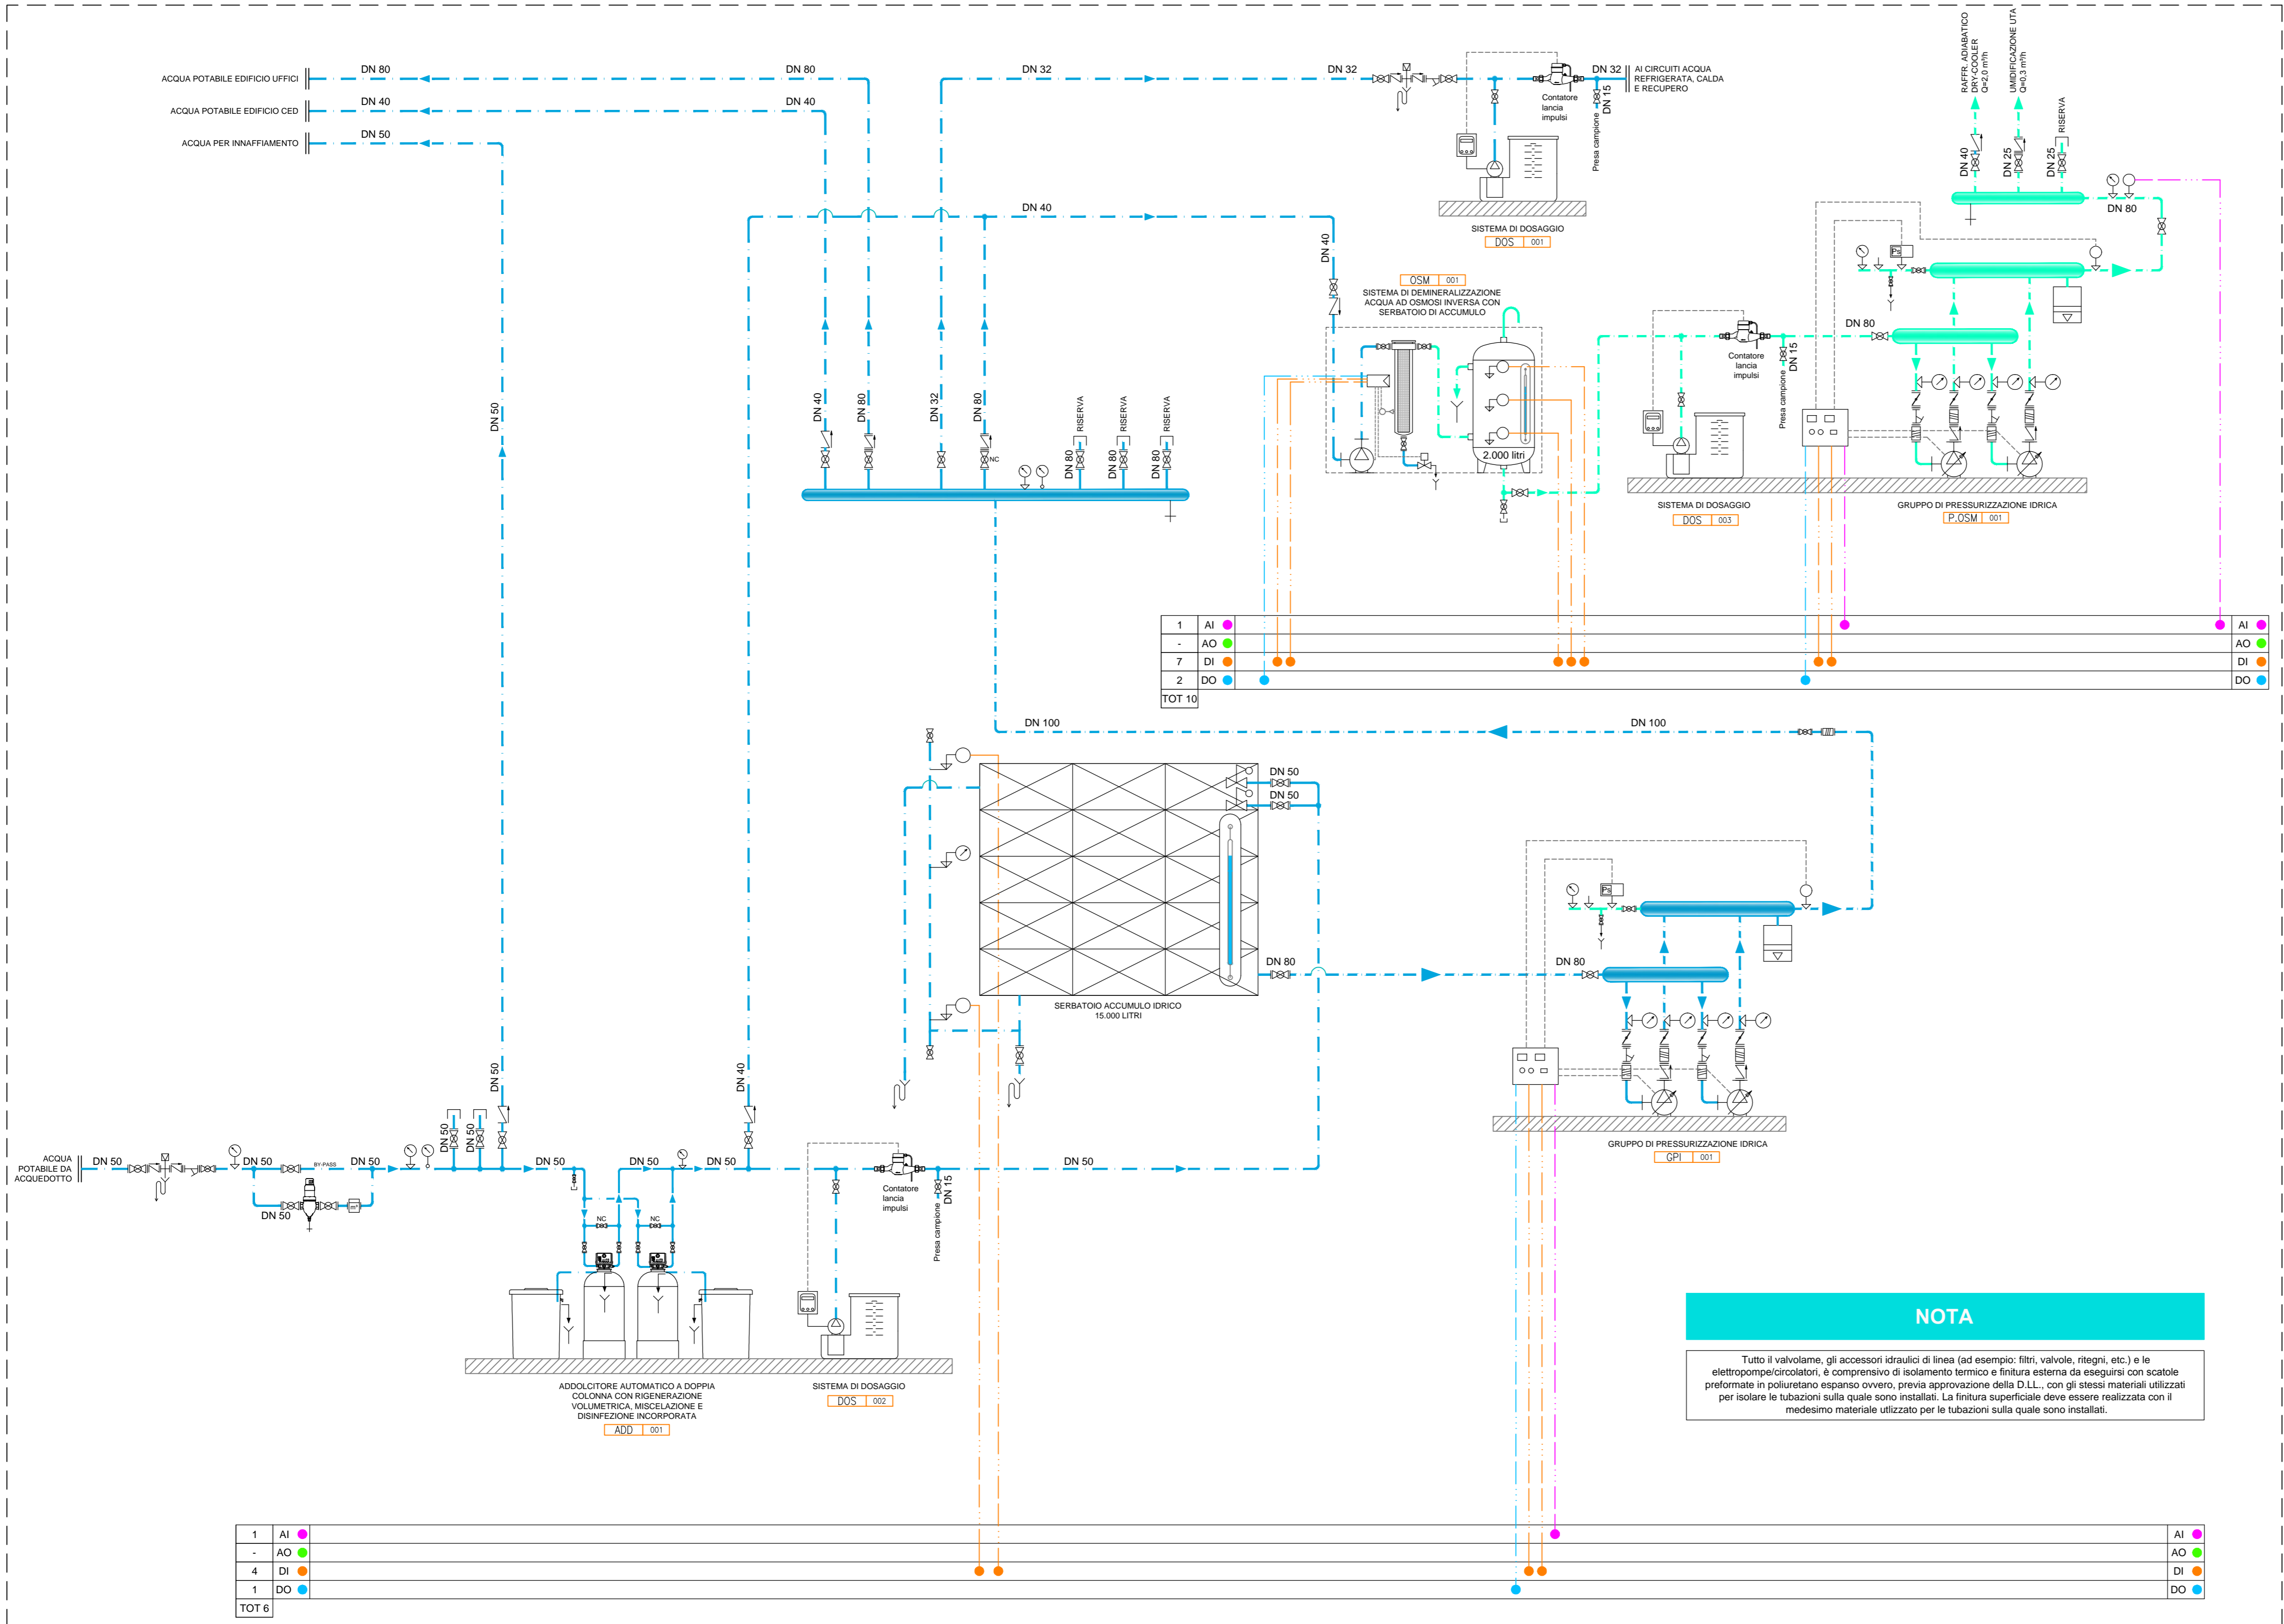 ACQUA POTABILE EDIFICIO UFFICI
DN 80
DN 80
ACQUA POTABILE EDIFICIO CED
DN 40
DN 40
ACQUA PER INNAFFIAMENTO
DN 50
DN 32
DN 32
DN 32
AI CIRCUITI ACQUA
REFRIGERATA, CALDA
E RECUPERO
Contatore
lancia
impulsi
Presa campione
DN 15
SISTEMA DI DOSAGGIO
DOS 001
RAFFR. ADIABATICO
DRY-COOLER
Q=2,0 m³/h
UMIDIFICAZIONE UTA
Q=0,3 m³/h
RISERVA
DN 40
DN 25
DN 25
DN 80
DN 40
DN 40
OSM 001
SISTEMA DI DEMINERALIZZAZIONE
ACQUA AD OSMOSI INVERSA CON
SERBATOIO DI ACCUMULO
2.000 litri
Ps
DN 80
Contatore
lancia
impulsi
Presa campione
DN 15
SISTEMA DI DOSAGGIO
DOS 003
GRUPPO DI PRESSURIZZAZIONE IDRICA
P.OSM 001
DN 50
DN 40
DN 80
DN 32
DN 80
NC
DN 80
RISERVA
DN 80
RISERVA
DN 80
RISERVA
1 AI AI
- AO AO
7 DI DI
2 DO DO
TOT 10
DN 100
DN 100
DN 50
DN 50
DN 80
SERBATOIO ACCUMULO IDRICO
15.000 LITRI
Ps
DN 80
GRUPPO DI PRESSURIZZAZIONE IDRICA
GPI 001
ACQUA
POTABILE DA
ACQUEDOTTO
DN 50
DN 50
BY-PASS
DN 50
DN 50
m³
DN 50
DN 50
DN 50
DN 50
DN 50
DN 50
DN 40
NC
NC
Contatore
lancia
impulsi
Presa campione
DN 15
DN 50
ADDOLCITORE AUTOMATICO A DOPPIA
COLONNA CON RIGENERAZIONE
VOLUMETRICA, MISCELAZIONE E
DISINFEZIONE INCORPORATA
ADD 001
SISTEMA DI DOSAGGIO
DOS 002
NOTA
Tutto il valvolame, gli accessori idraulici di linea (ad esempio: filtri, valvole, ritegni, etc.) e le
elettropompe/circolatori, è comprensivo di isolamento termico e finitura esterna da eseguirsi con scatole
preformate in poliuretano espanso ovvero, previa approvazione della D.LL., con gli stessi materiali utilizzati
per isolare le tubazioni sulla quale sono installati. La finitura superficiale deve essere realizzata con il
medesimo materiale utlizzato per le tubazioni sulla quale sono installati.
1 AI AI
- AO AO
4 DI DI
1 DO DO
TOT 6